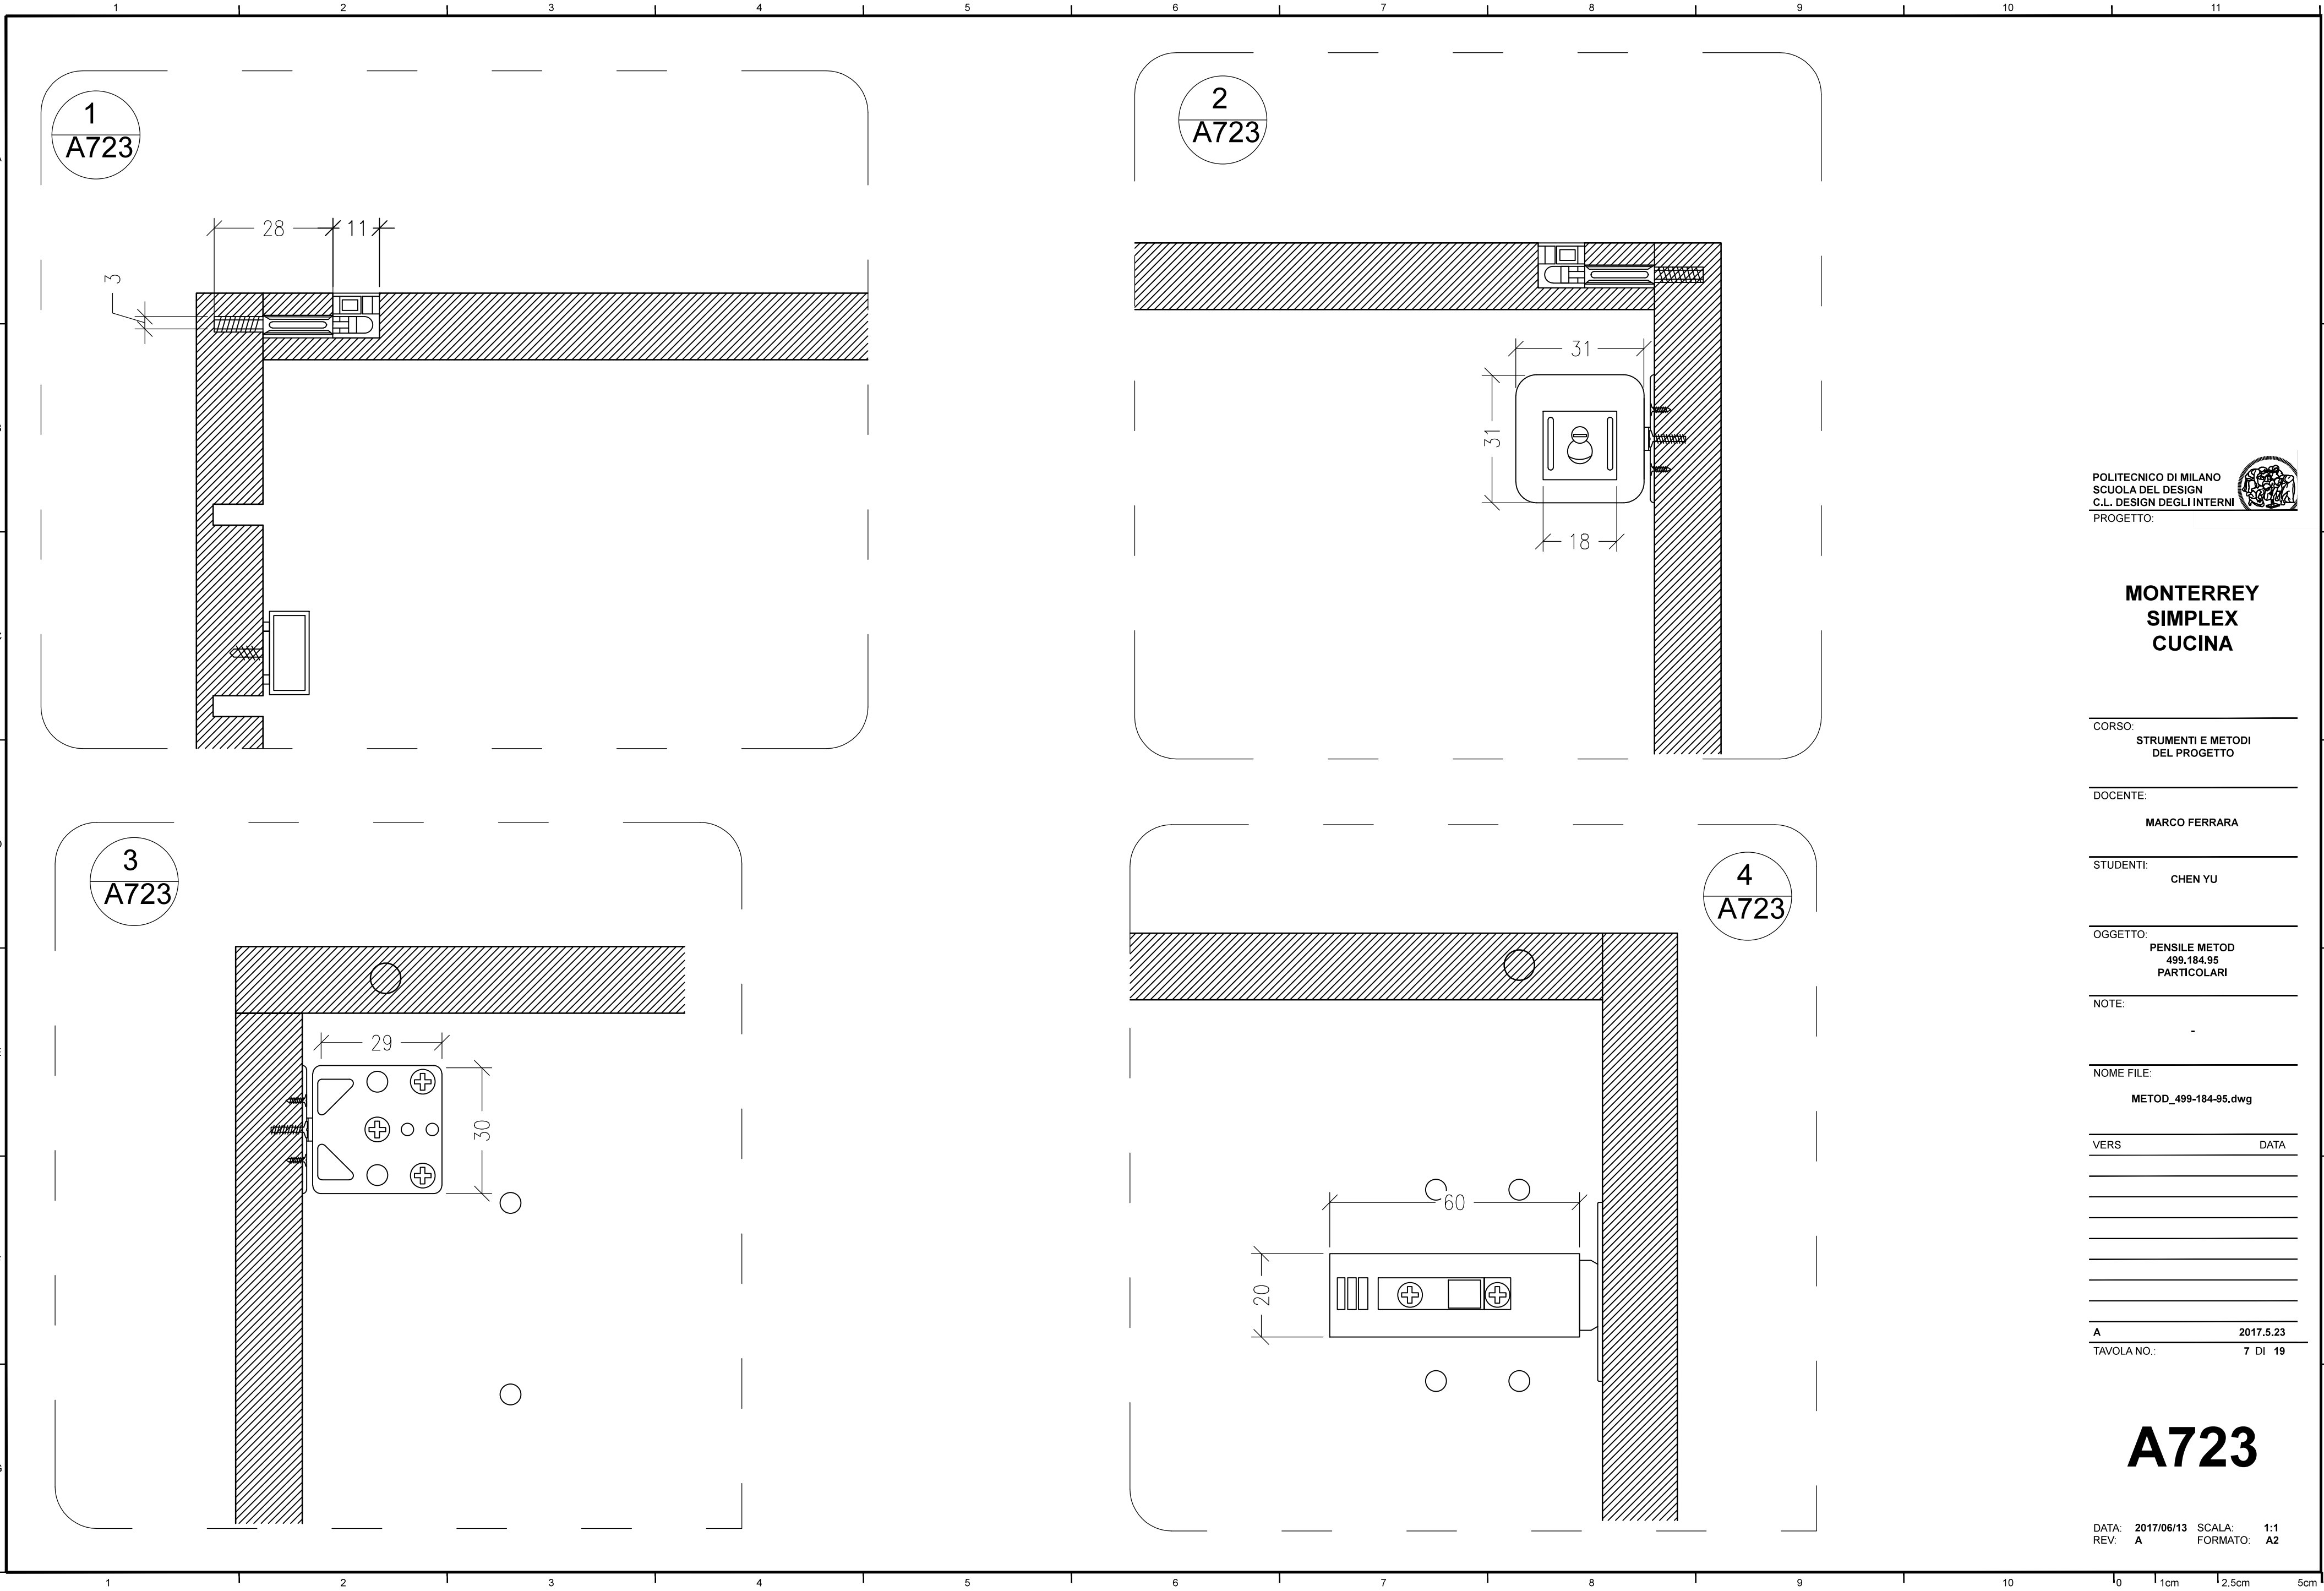 1 2 3 4 5 6 7 8 9 10 11
1
A723
28
11
3
2
A723
31
31
18
3
A723
29
30
4
A723
60
20
POLITECNICO DI MILANO
SCUOLA DEL DESIGN
C.L. DESIGN DEGLI INTERNI
PROGETTO:
MONTERREY
SIMPLEX
CUCINA
CORSO:
STRUMENTI E METODI
DEL PROGETTO
DOCENTE:
MARCO FERRARA
STUDENTI:
CHEN YU
OGGETTO:
PENSILE METOD
499.184.95
PARTICOLARI
NOTE:
-
NOME FILE:
METOD_499-184-95.dwg
VERS DATA
A 2017.5.23
TAVOLA NO.: 7 DI 19
A723
DATA: 2017/06/13 SCALA: 1:1
REV: A FORMATO: A2
1 2 3 4 5 6 7 8 9 10 0 1cm 2.5cm 5cm